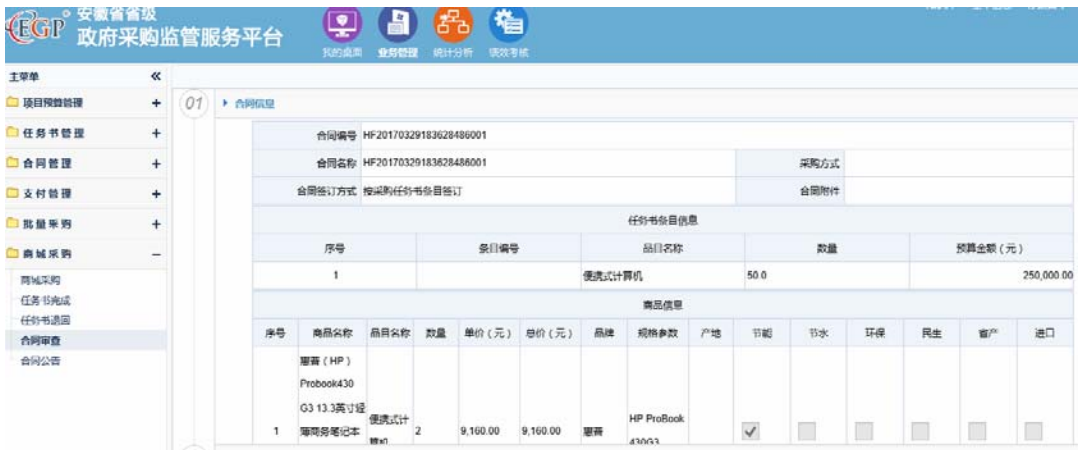 EGP
安徽省省级
政府采购监管服务平台
我的桌面 业务管理 统计分析 绩效考核
主菜单 «
项目预算管理 +
任务书管理 +
合同管理 +
支付管理 +
批量采购 +
商城采购 −
商城采购
任务书完成
任务书退回
合同审查
合同公告
01 合同信息
合同编号 HF20170329183628486001
合同名称 HF20170329183628486001 采购方式
合同签订方式 按采购任务书条目签订 合同附件
任务书条目信息
序号 条目编号 品目名称 数量 预算金额(元)
1 便携式计算机 50.0 250,000.00
商品信息
序号 商品名称 品目名称 数量 单价(元) 总价(元) 品牌 规格参数 产地 节能 节水 环保 民生 省产 进口
惠普(HP)
Probook430
G3 13.3英寸轻
薄商务笔记本
便携式计
算机
1 2 9,160.00 9,160.00 惠普
HP ProBook
430G3